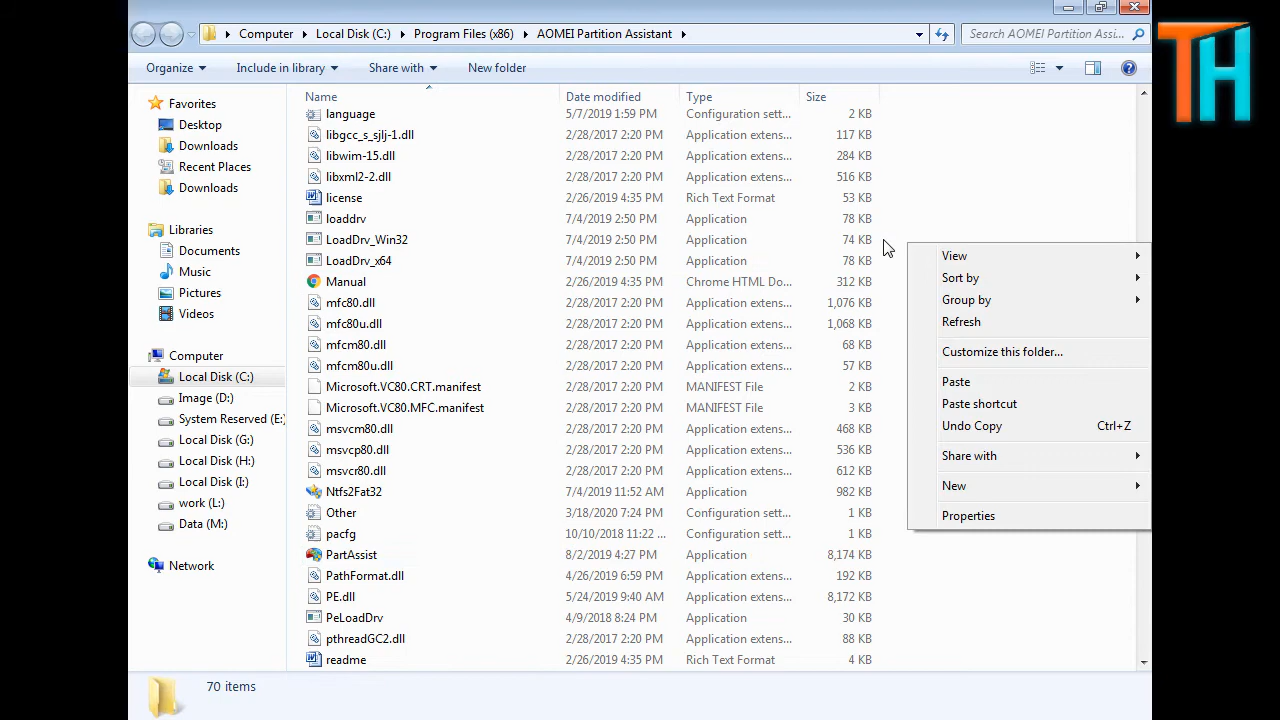 Computer Local Disk (C:) Program Files (x86) AOMEI Partition Assistant Search AOMEI Partition Assi...
Organize Include in library Share with New folder
Name Date modified Type Size
Favorites
Desktop
Downloads
Recent Places
Downloads
Libraries
Documents
Music
Pictures
Videos
Computer
Local Disk (C:)
Image (D:)
System Reserved (E:)
Local Disk (G:)
Local Disk (H:)
Local Disk (I:)
work (L:)
Data (M:)
Network
language 5/7/2019 1:59 PM Configuration sett... 2 KB
libgcc_s_sjlj-1.dll 2/28/2017 2:20 PM Application extens... 117 KB
libwim-15.dll 2/28/2017 2:20 PM Application extens... 284 KB
libxml2-2.dll 2/28/2017 2:20 PM Application extens... 516 KB
license 2/26/2019 4:35 PM Rich Text Format 53 KB
loaddrv 7/4/2019 2:50 PM Application 78 KB
LoadDrv_Win32 7/4/2019 2:50 PM Application 74 KB
LoadDrv_x64 7/4/2019 2:50 PM Application 78 KB
Manual 2/26/2019 4:35 PM Chrome HTML Do... 312 KB
mfc80.dll 2/28/2017 2:20 PM Application extens... 1,076 KB
mfc80u.dll 2/28/2017 2:20 PM Application extens... 1,068 KB
mfcm80.dll 2/28/2017 2:20 PM Application extens... 68 KB
mfcm80u.dll 2/28/2017 2:20 PM Application extens... 57 KB
Microsoft.VC80.CRT.manifest 2/28/2017 2:20 PM MANIFEST File 2 KB
Microsoft.VC80.MFC.manifest 2/28/2017 2:20 PM MANIFEST File 3 KB
msvcm80.dll 2/28/2017 2:20 PM Application extens... 468 KB
msvcp80.dll 2/28/2017 2:20 PM Application extens... 536 KB
msvcr80.dll 2/28/2017 2:20 PM Application extens... 612 KB
Ntfs2Fat32 7/4/2019 11:52 AM Application 982 KB
Other 3/18/2020 7:24 PM Configuration sett... 1 KB
pacfg 10/10/2018 11:22 ... Configuration sett... 1 KB
PartAssist 8/2/2019 4:27 PM Application 8,174 KB
PathFormat.dll 4/26/2019 6:59 PM Application extens... 192 KB
PE.dll 5/24/2019 9:40 AM Application extens... 8,172 KB
PeLoadDrv 4/9/2018 8:24 PM Application 30 KB
pthreadGC2.dll 2/28/2017 2:20 PM Application extens... 88 KB
readme 2/26/2019 4:35 PM Rich Text Format 4 KB
View
Sort by
Group by
Refresh
Customize this folder...
Paste
Paste shortcut
Undo Copy Ctrl+Z
Share with
New
Properties
70 items
TH